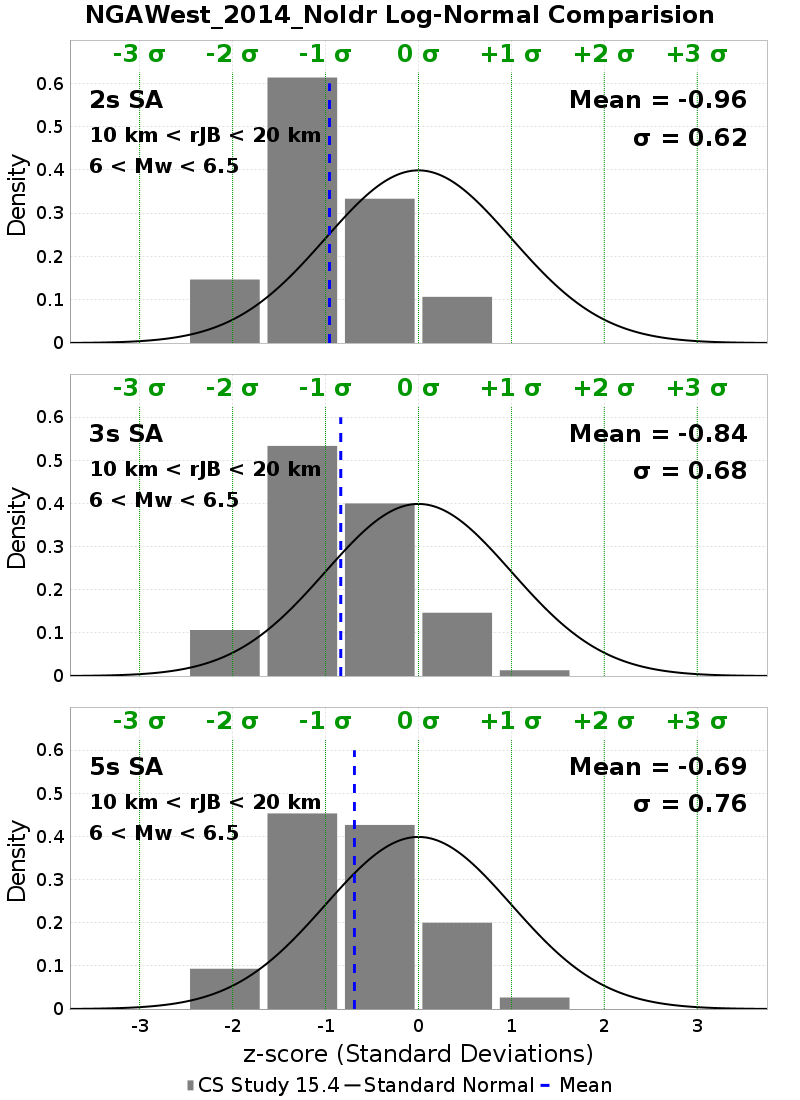 NGAWest_2014_NoIdr Log-Normal Comparision
-3 σ -2 σ -1 σ 0 σ +1 σ +2 σ +3 σ
2s SA
Mean = -0.96
10 km < rJB < 20 km
σ = 0.62
6 < Mw < 6.5
0.6
0.5
0.4
0.3
0.2
0.1
0
Density
-3 σ -2 σ -1 σ 0 σ +1 σ +2 σ +3 σ
3s SA
Mean = -0.84
10 km < rJB < 20 km
σ = 0.68
6 < Mw < 6.5
0.6
0.5
0.4
0.3
0.2
0.1
0
Density
-3 σ -2 σ -1 σ 0 σ +1 σ +2 σ +3 σ
5s SA
Mean = -0.69
10 km < rJB < 20 km
σ = 0.76
6 < Mw < 6.5
0.6
0.5
0.4
0.3
0.2
0.1
0
Density
-3 -2 -1 0 1 2 3
z-score (Standard Deviations)
CS Study 15.4 Standard Normal Mean